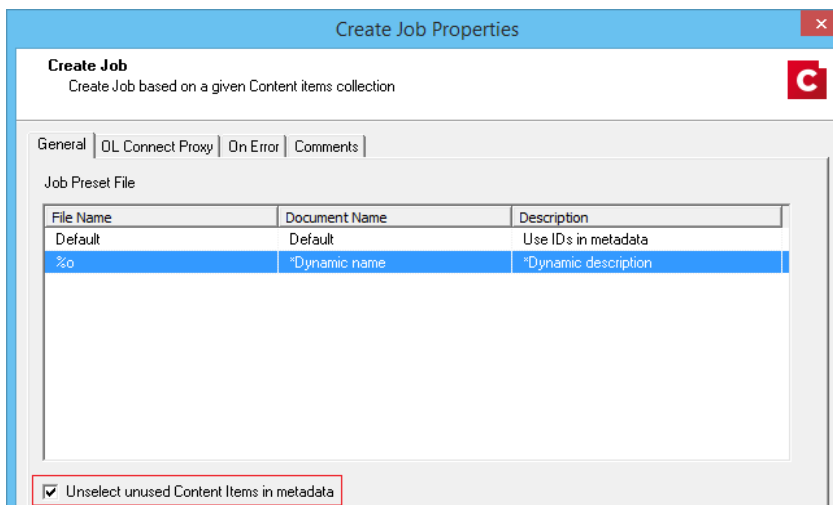 Create Job Properties
Create Job
Create Job based on a given Content items collection
C
General OL Connect Proxy On Error Comments
Job Preset File
File Name Document Name Description
Default Default Use IDs in metadata
%o *Dynamic name *Dynamic description
Unselect unused Content Items in metadata